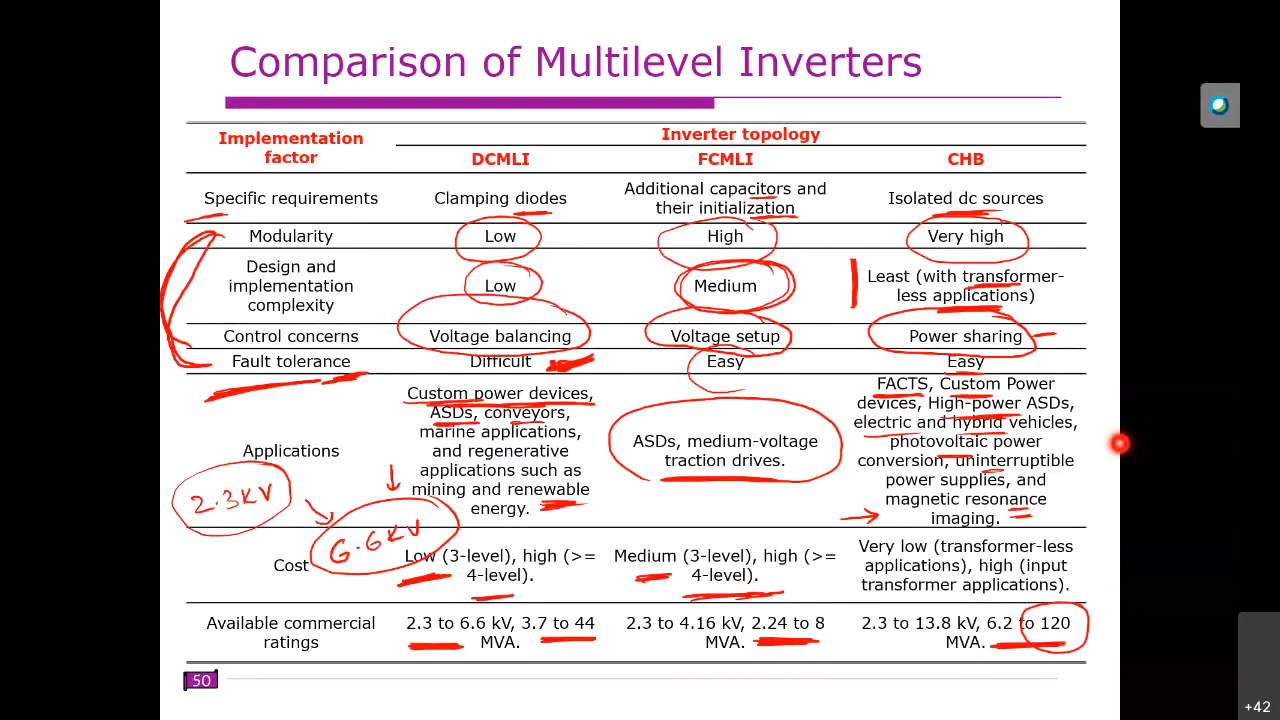 Comparison of Multilevel Inverters
Implementation factor
Inverter topology
DCMLI
FCMLI
CHB
Specific requirements
Clamping diodes
Additional capacitors and
their initialization
Isolated dc sources
Modularity
Low
High
Very high
Design and
implementation
complexity
Low
Medium
Least (with transformer-
less applications)
Control concerns
Voltage balancing
Voltage setup
Power sharing
Fault tolerance
Difficult
Easy
Easy
Applications
Custom power devices,
ASDs, conveyors,
marine applications,
and regenerative
applications such as
mining and renewable
energy.
ASDs, medium-voltage
traction drives.
FACTS, Custom Power
devices, High-power ASDs,
electric and hybrid vehicles,
photovoltaic power
conversion, uninterruptible
power supplies, and
magnetic resonance
imaging.
2.3KV
6.6KV
Cost
Low (3-level), high (>=
4-level).
Medium (3-level), high (>=
4-level).
Very low (transformer-less
applications), high (input
transformer applications).
Available commercial
ratings
2.3 to 6.6 kV, 3.7 to 44
MVA.
2.3 to 4.16 kV, 2.24 to 8
MVA.
2.3 to 13.8 kV, 6.2 to 120
MVA.
50
+42